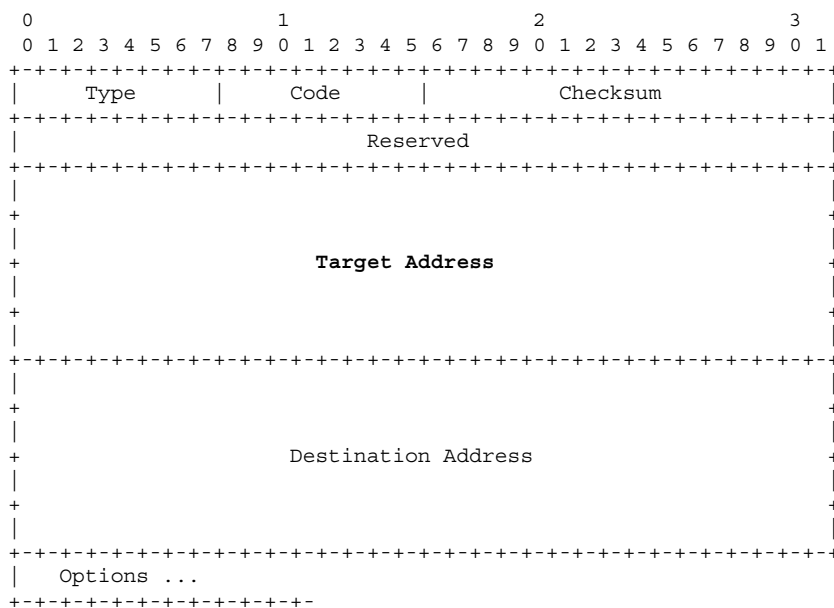 0                   1                   2                   3
 0 1 2 3 4 5 6 7 8 9 0 1 2 3 4 5 6 7 8 9 0 1 2 3 4 5 6 7 8 9 0 1
+-+-+-+-+-+-+-+-+-+-+-+-+-+-+-+-+-+-+-+-+-+-+-+-+-+-+-+-+-+-+-+-+
|     Type      |     Code      |          Checksum             |
+-+-+-+-+-+-+-+-+-+-+-+-+-+-+-+-+-+-+-+-+-+-+-+-+-+-+-+-+-+-+-+-+
|                           Reserved                            |
+-+-+-+-+-+-+-+-+-+-+-+-+-+-+-+-+-+-+-+-+-+-+-+-+-+-+-+-+-+-+-+-+
|                                                               |
+                                                               +
|                                                               |
+                       Target Address                          +
|                                                               |
+                                                               +
|                                                               |
+-+-+-+-+-+-+-+-+-+-+-+-+-+-+-+-+-+-+-+-+-+-+-+-+-+-+-+-+-+-+-+-+
|                                                               |
+                                                               +
|                                                               |
+                     Destination Address                       +
|                                                               |
+                                                               +
|                                                               |
+-+-+-+-+-+-+-+-+-+-+-+-+-+-+-+-+-+-+-+-+-+-+-+-+-+-+-+-+-+-+-+-+
|   Options ...
+-+-+-+-+-+-+-+-+-+-+-+-